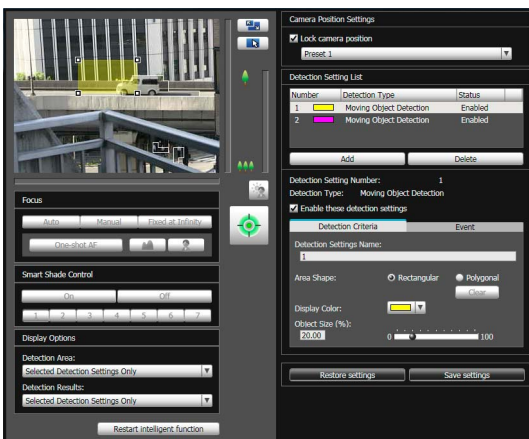 Camera Position Settings
Lock camera position
Preset 1
Detection Setting List
Number Detection Type Status
1 Moving Object Detection Enabled
2 Moving Object Detection Enabled
Add Delete
Detection Setting Number: 1
Detection Type: Moving Object Detection
Enable these detection settings
Detection Criteria Event
Detection Settings Name:
1
Area Shape: Rectangular Polygonal
Clear
Display Color:
Object Size (%):
20.00 0 100
Restore settings Save settings
Focus
Auto Manual Fixed at Infinity
One-shot AF
Smart Shade Control
On Off
1 2 3 4 5 6 7
Display Options
Detection Area:
Selected Detection Settings Only
Detection Results:
Selected Detection Settings Only
Restart intelligent function